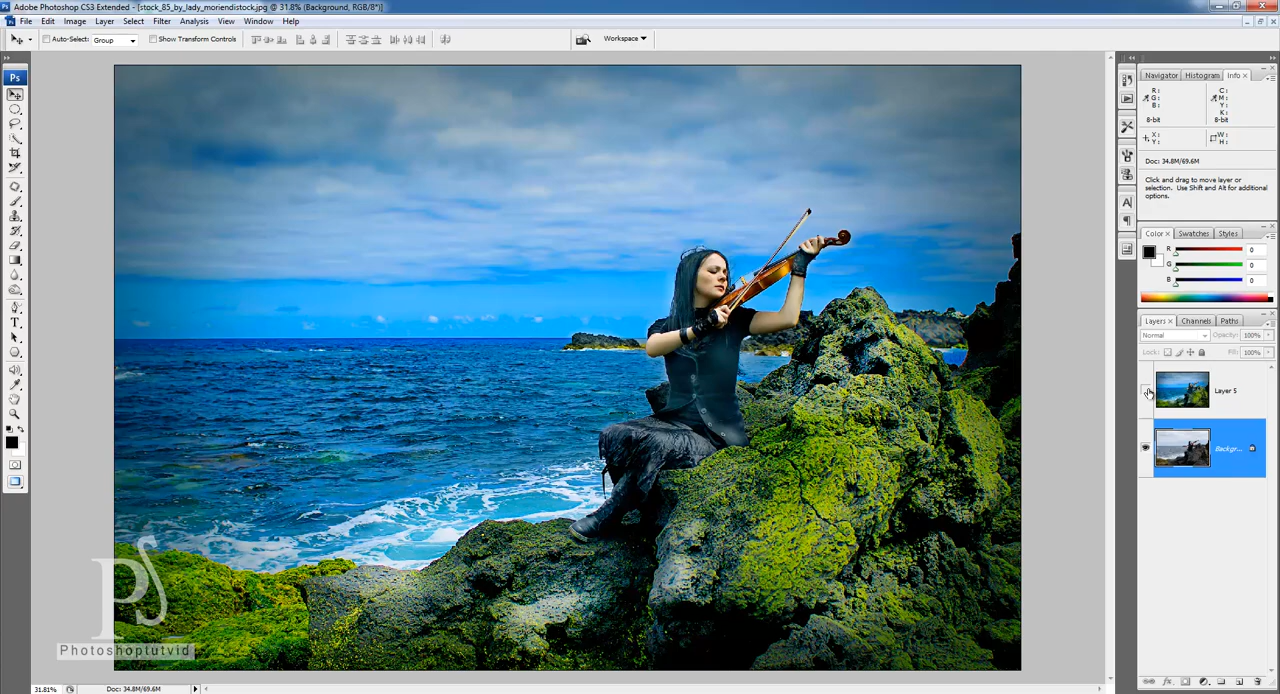 Adobe Photoshop CS3 Extended - [stock_85_by_lady_moriendistock.jpg @ 31.8% (Background, RGB/8*)]
File Edit Image Layer Select Filter Analysis View Window Help
Auto-Select: Group Show Transform Controls Workspace
Ps
Navigator Histogram Info
R: C:
G: M:
B: Y:
K:
8-bit 8-bit
X: W:
Y: H:
Doc: 34.8M/69.6M
Click and drag to move layer or
selection. Use Shift and Alt for additional
options.
Color Swatches Styles
R 0
G 0
B 0
Layers Channels Paths
Normal Opacity: 100%
Lock: Fill: 100%
Layer 5
Backgr...
PS
Photoshoptutvid
31.81% Doc: 34.8M/69.6M